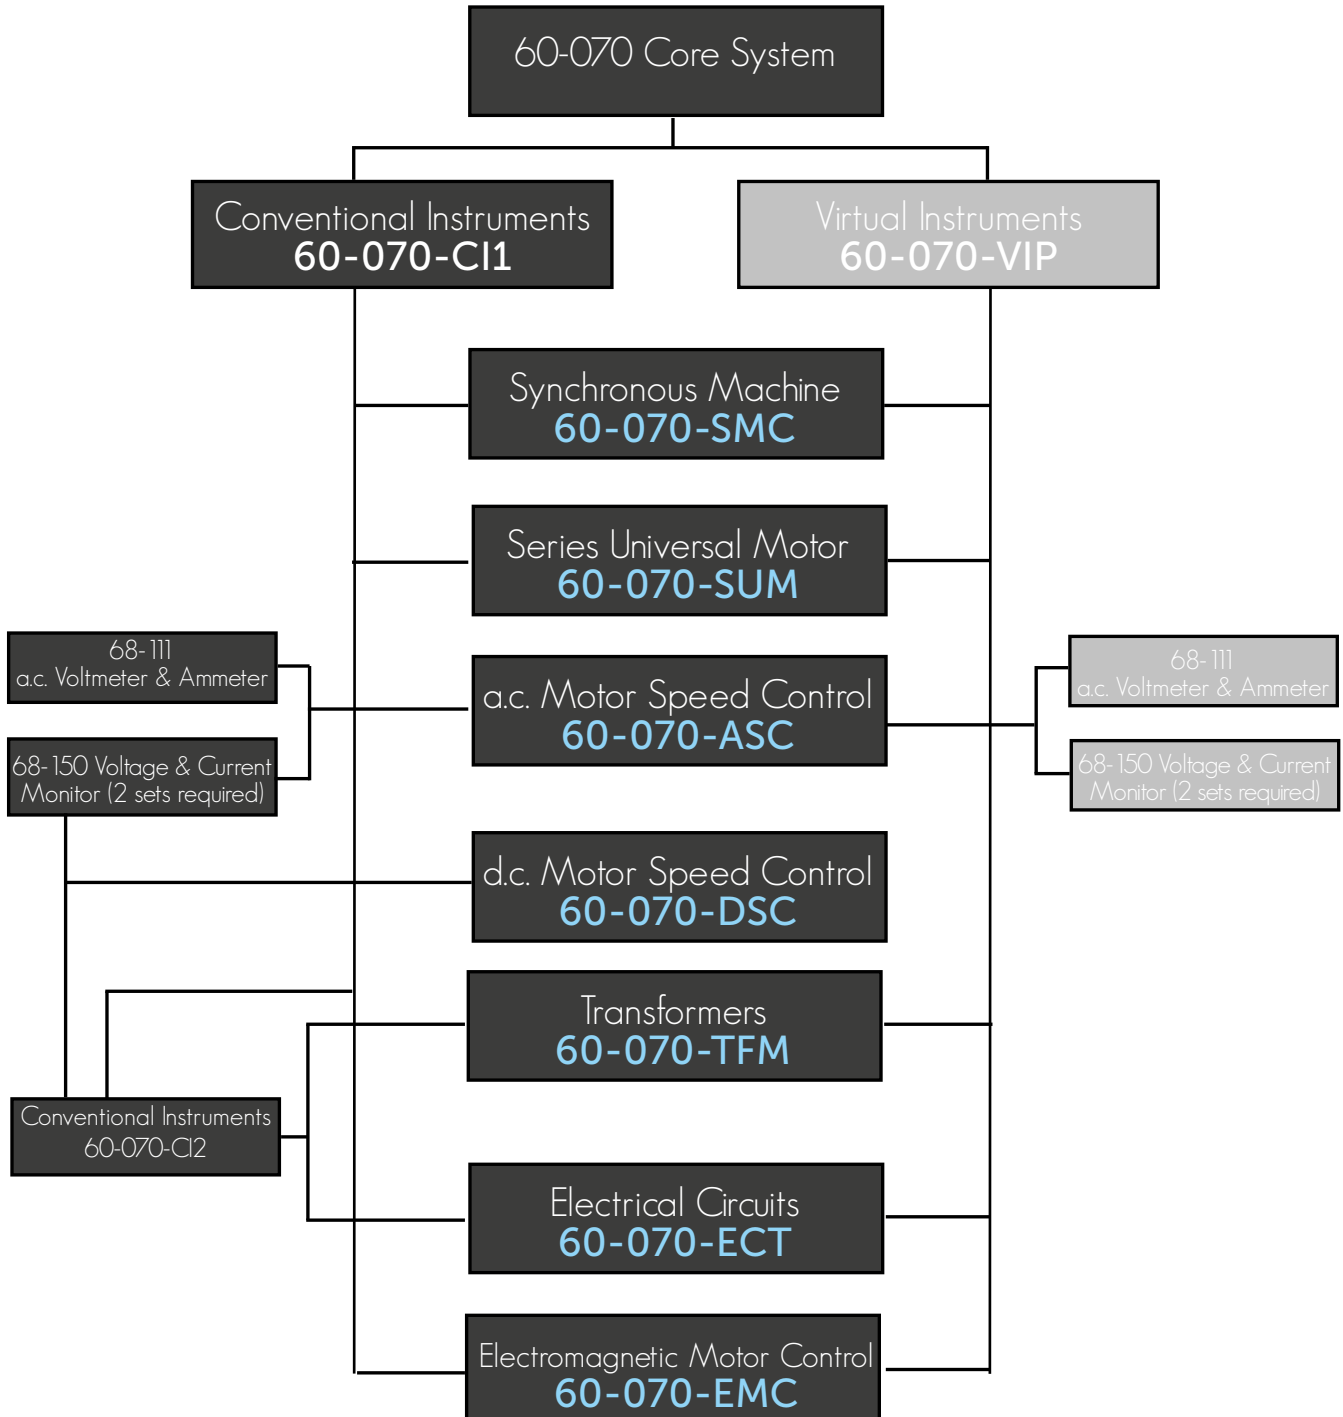 60-070 Core System
Conventional Instruments
60-070-CI1
Virtual Instruments
60-070-VIP
Synchronous Machine
60-070-SMC
Series Universal Motor
60-070-SUM
68-111
a.c. Voltmeter & Ammeter
68-150 Voltage & Current
Monitor (2 sets required)
a.c. Motor Speed Control
60-070-ASC
68-111
a.c. Voltmeter & Ammeter
68-150 Voltage & Current
Monitor (2 sets required)
d.c. Motor Speed Control
60-070-DSC
Transformers
60-070-TFM
Conventional Instruments
60-070-CI2
Electrical Circuits
60-070-ECT
Electromagnetic Motor Control
60-070-EMC